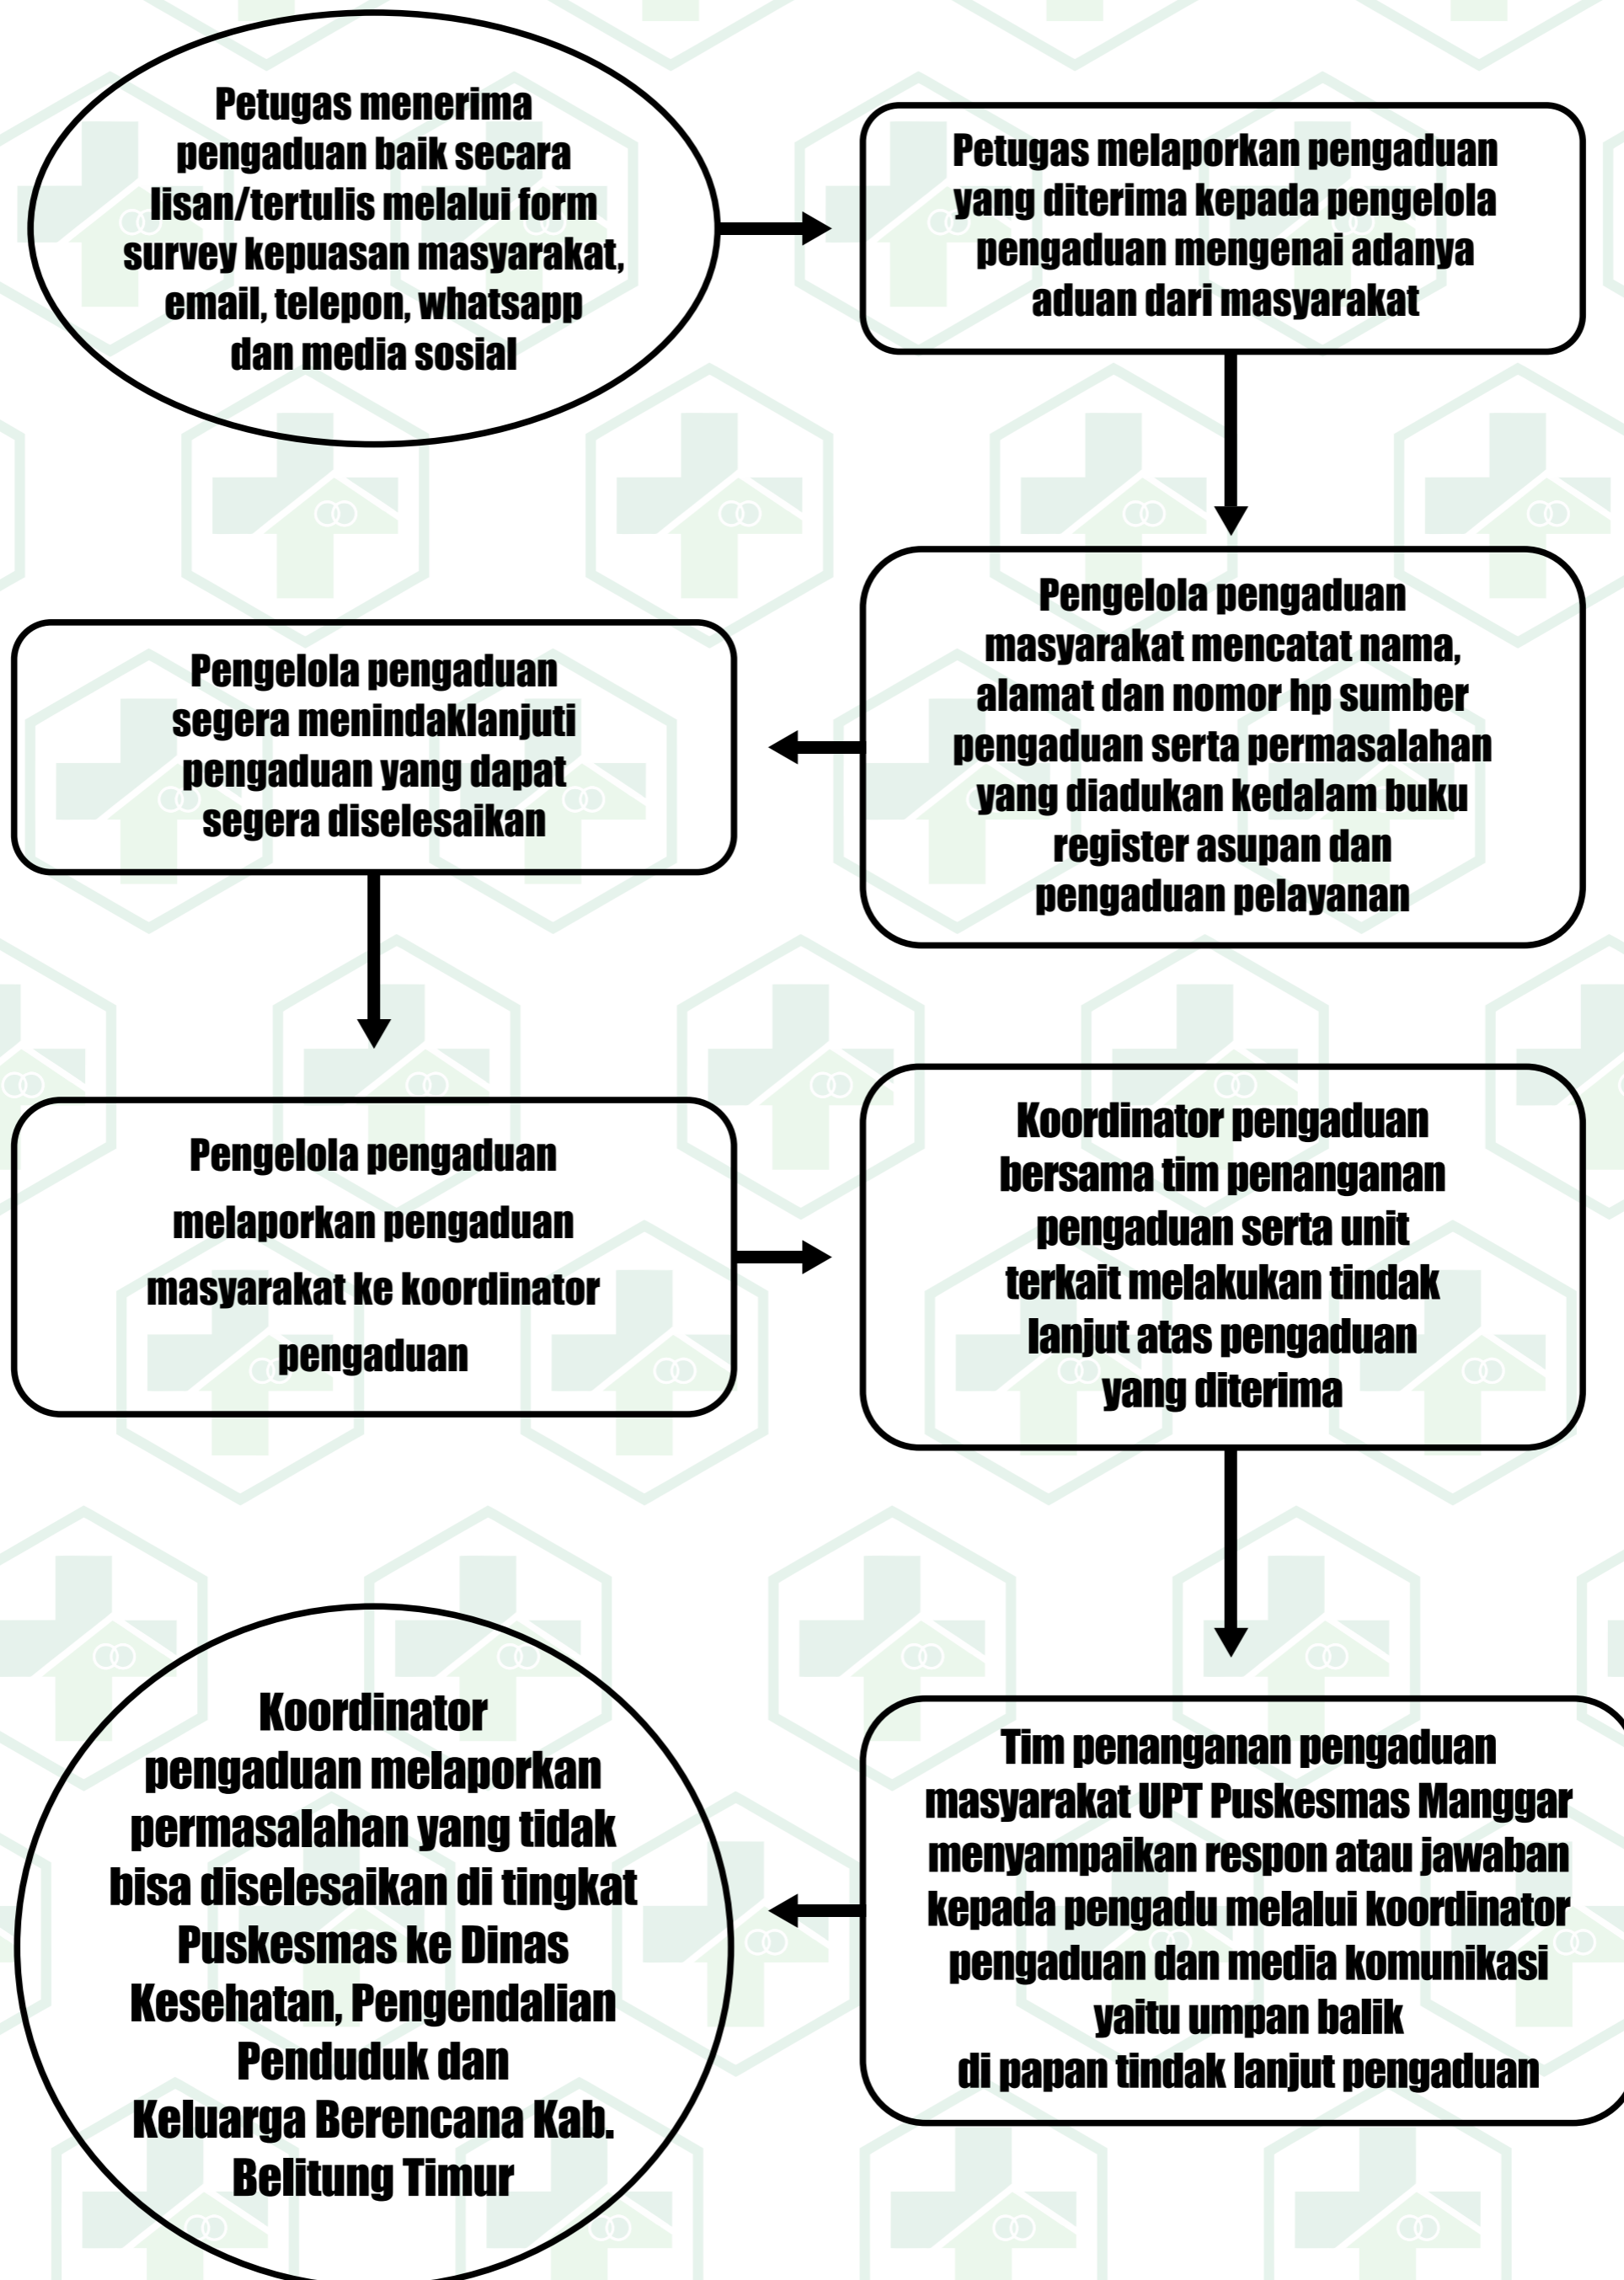 Petugas menerima
pengaduan baik secara
lisan/tertulis melalui form
survey kepuasan masyarakat,
email, telepon, whatsapp
dan media sosial
Petugas melaporkan pengaduan
yang diterima kepada pengelola
pengaduan mengenai adanya
aduan dari masyarakat
Pengelola pengaduan
masyarakat mencatat nama,
alamat dan nomor hp sumber
pengaduan serta permasalahan
yang diadukan kedalam buku
register asupan dan
pengaduan pelayanan
Pengelola pengaduan
segera menindaklanjuti
pengaduan yang dapat
segera diselesaikan
Pengelola pengaduan
melaporkan pengaduan
masyarakat ke koordinator
pengaduan
Koordinator pengaduan
bersama tim penanganan
pengaduan serta unit
terkait melakukan tindak
lanjut atas pengaduan
yang diterima
Tim penanganan pengaduan
masyarakat UPT Puskesmas Manggar
menyampaikan respon atau jawaban
kepada pengadu melalui koordinator
pengaduan dan media komunikasi
yaitu umpan balik
di papan tindak lanjut pengaduan
Koordinator
pengaduan melaporkan
permasalahan yang tidak
bisa diselesaikan di tingkat
Puskesmas ke Dinas
Kesehatan, Pengendalian
Penduduk dan
Keluarga Berencana Kab.
Belitung Timur